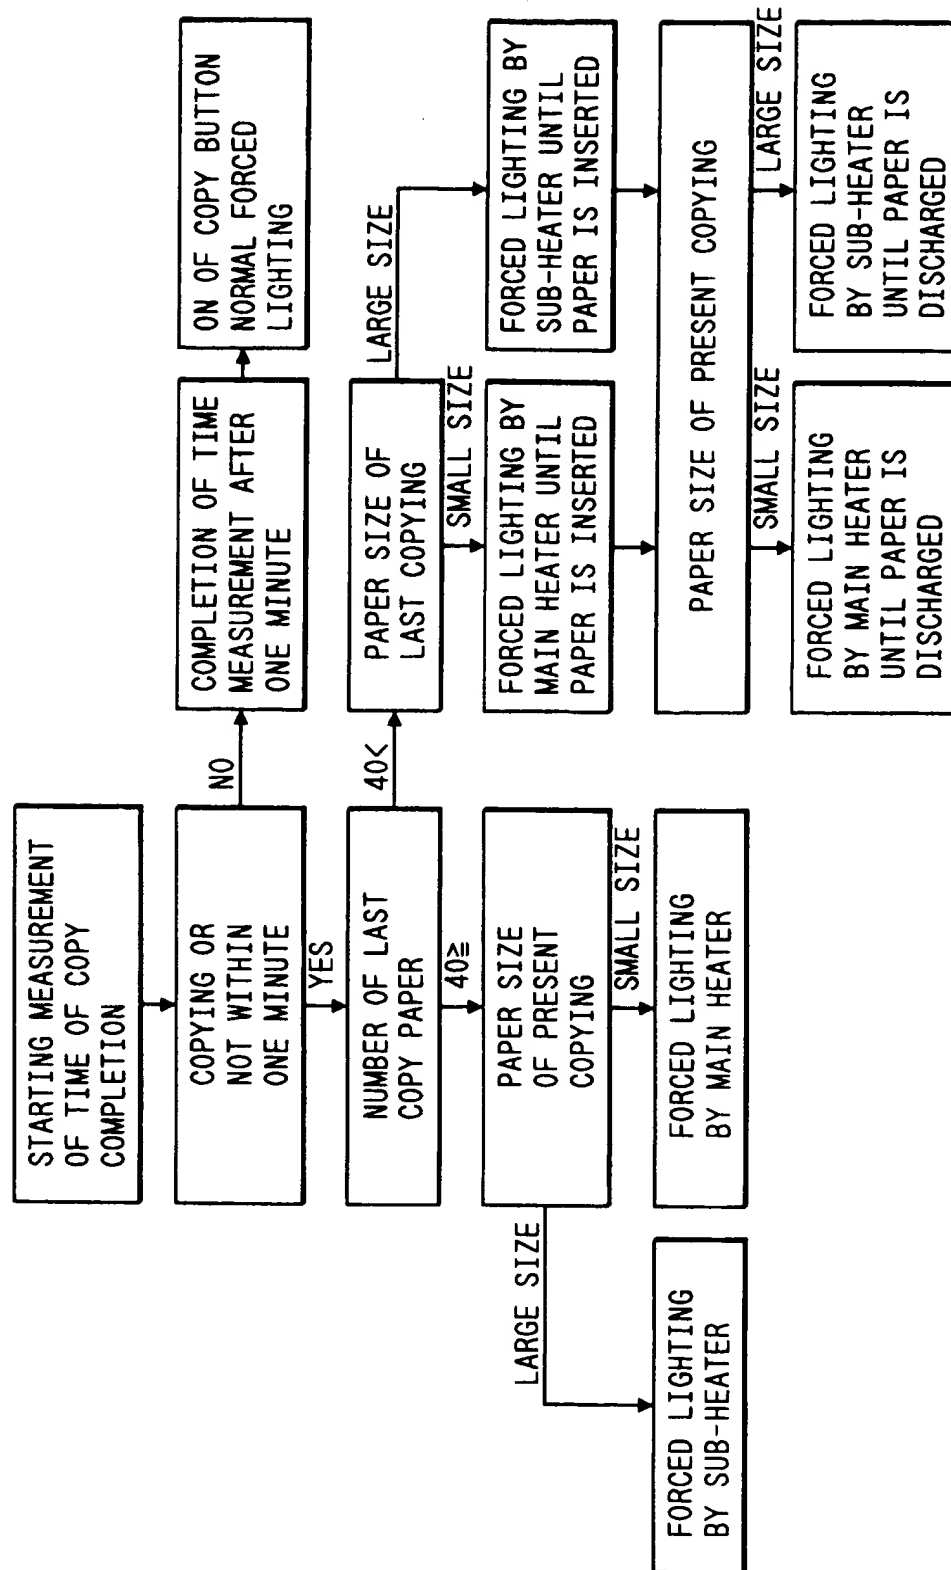 STARTING MEASUREMENT
OF TIME OF COPY
COMPLETION
COPYING OR
NOT WITHIN
ONE MINUTE
NO
COMPLETION OF TIME
MEASUREMENT AFTER
ONE MINUTE
ON OF COPY BUTTON
NORMAL FORCED
LIGHTING
YES
NUMBER OF LAST
COPY PAPER
40<
PAPER SIZE OF
LAST COPYING
LARGE SIZE
SMALL SIZE
40≧
PAPER SIZE
OF PRESENT
COPYING
FORCED LIGHTING BY
MAIN HEATER UNTIL
PAPER IS INSERTED
FORCED LIGHTING BY
SUB-HEATER UNTIL
PAPER IS INSERTED
LARGE SIZE
SMALL SIZE
FORCED LIGHTING
BY SUB-HEATER
FORCED LIGHTING
BY MAIN HEATER
PAPER SIZE OF PRESENT COPYING
SMALL SIZE
LARGE SIZE
FORCED LIGHTING
BY MAIN HEATER
UNTIL PAPER IS
DISCHARGED
FORCED LIGHTING
BY SUB-HEATER
UNTIL PAPER IS
DISCHARGED